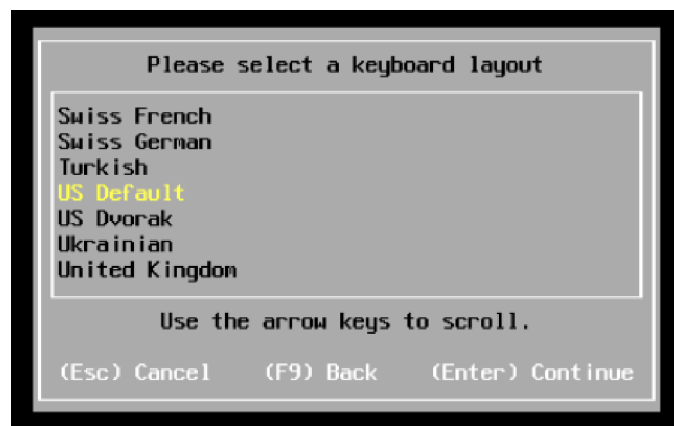 Please select a keyboard layout
Swiss French
Swiss German
Turkish
US Default
US Dvorak
Ukrainian
United Kingdom
Use the arrow keys to scroll.
(Esc) Cancel (F9) Back (Enter) Continue